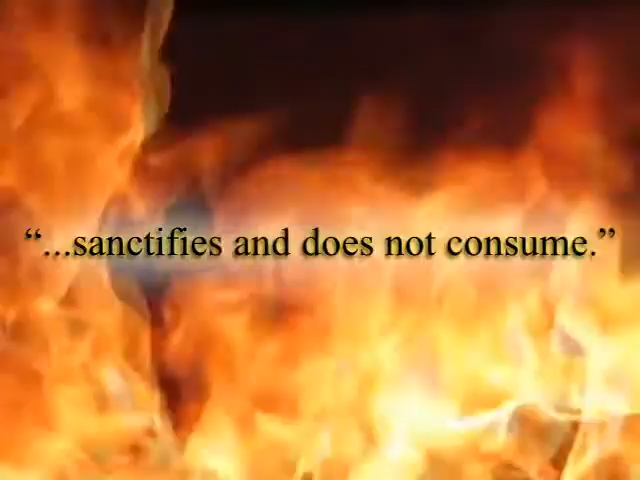 “...sanctifies and does not consume.”